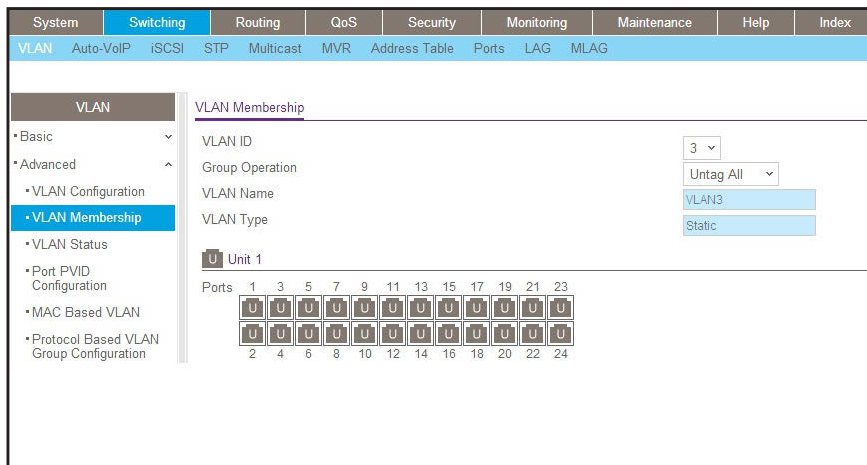 System Switching Routing QoS Security Monitoring Maintenance Help Index
VLAN Auto-VoIP iSCSI STP Multicast MVR Address Table Ports LAG MLAG
VLAN
Basic
Advanced
VLAN Configuration
VLAN Membership
VLAN Status
Port PVID
Configuration
MAC Based VLAN
Protocol Based VLAN
Group Configuration
VLAN Membership
VLAN ID 3
Group Operation Untag All
VLAN Name VLAN3
VLAN Type Static
U Unit 1
Ports 1 3 5 7 9 11 13 15 17 19 21 23
U U U U U U U U U U U U
U U U U U U U U U U U U
2 4 6 8 10 12 14 16 18 20 22 24